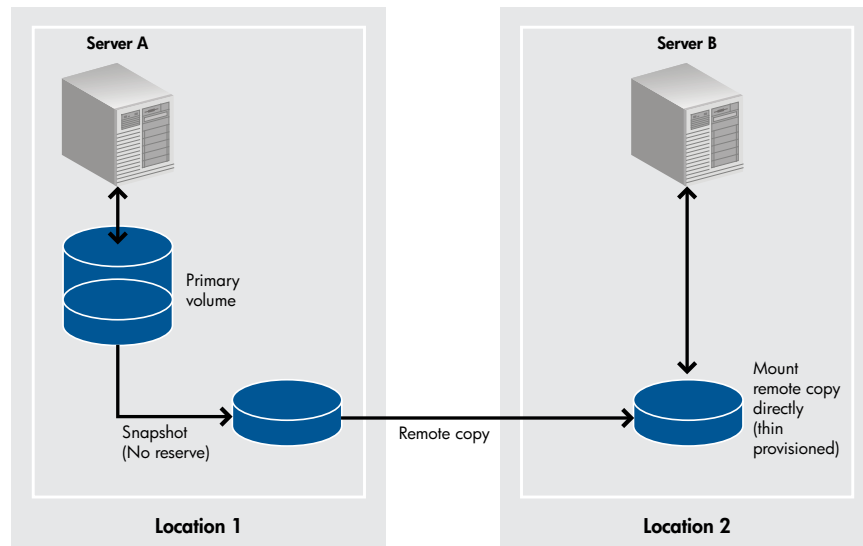 Server A
Server B
Primary
volume
Snapshot
(No reserve)
Remote copy
Mount
remote copy
directly
(thin
provisioned)
Location 1
Location 2